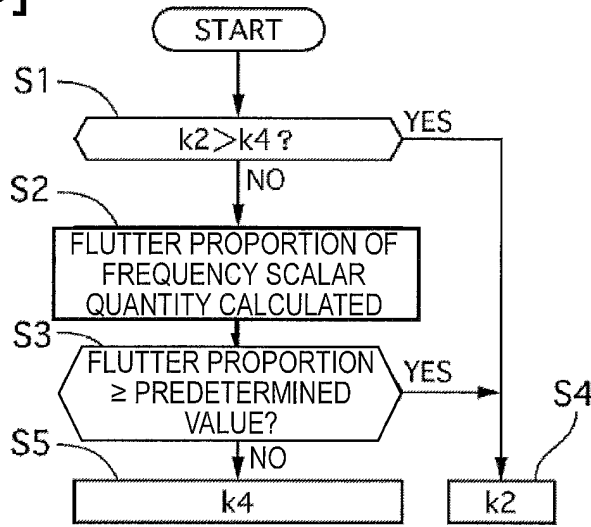 ]
START
S1
k2>k4?
YES
NO
S2
FLUTTER PROPORTION OF
FREQUENCY SCALAR
QUANTITY CALCULATED
S3
FLUTTER PROPORTION
≥ PREDETERMINED
VALUE?
YES
S4
S5
NO
k4
k2